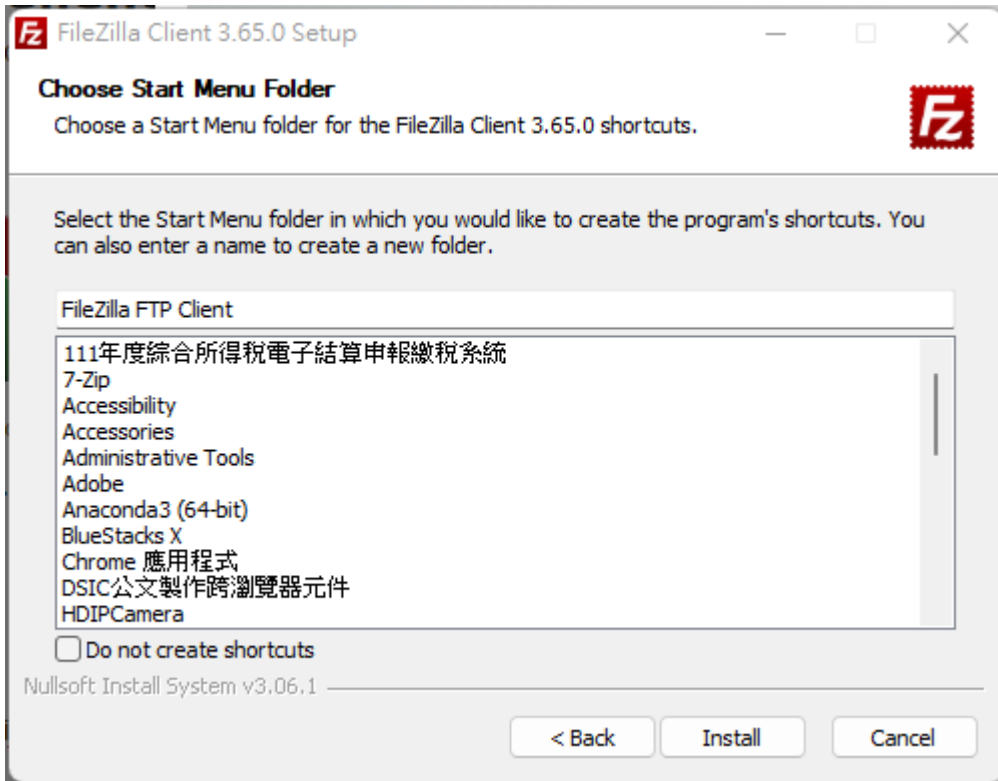 FileZilla Client 3.65.0 Setup
Choose Start Menu Folder
Choose a Start Menu folder for the FileZilla Client 3.65.0 shortcuts.
Fz
Select the Start Menu folder in which you would like to create the program's shortcuts. You
can also enter a name to create a new folder.
FileZilla FTP Client
111年度綜合所得稅電子結算申報繳稅系統
7-Zip
Accessibility
Accessories
Administrative Tools
Adobe
Anaconda3 (64-bit)
BlueStacks X
Chrome 應用程式
DSIC公文製作跨瀏覽器元件
HDIPCamera
Do not create shortcuts
Nullsoft Install System v3.06.1
< Back
Install
Cancel